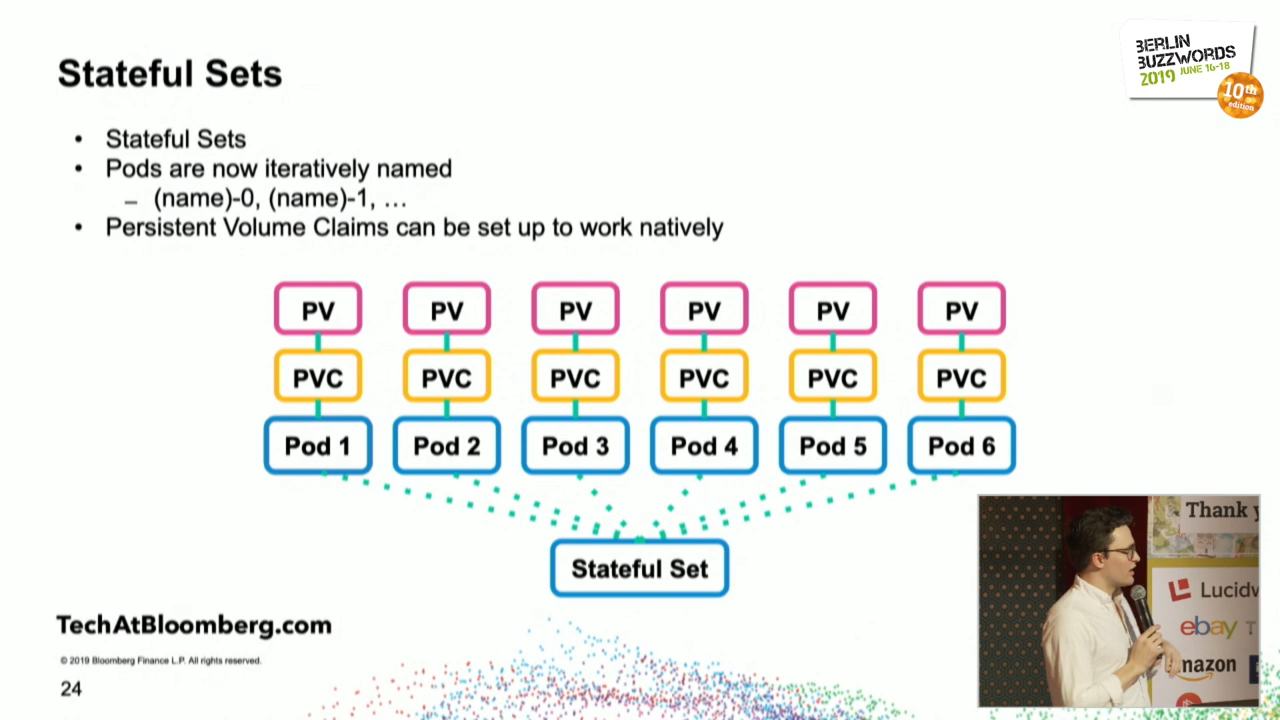 Stateful Sets
BERLIN
BUZZWORDS
2019 JUNE 16-18
10th
edition
• Stateful Sets
• Pods are now iteratively named
– (name)-0, (name)-1, …
• Persistent Volume Claims can be set up to work natively
PV PV PV PV PV PV
PVC PVC PVC PVC PVC PVC
Pod 1 Pod 2 Pod 3 Pod 4 Pod 5 Pod 6
Stateful Set
TechAtBloomberg.com
© 2019 Bloomberg Finance L.P. All rights reserved.
24
Thank
Lucidw
ebay T
mazon